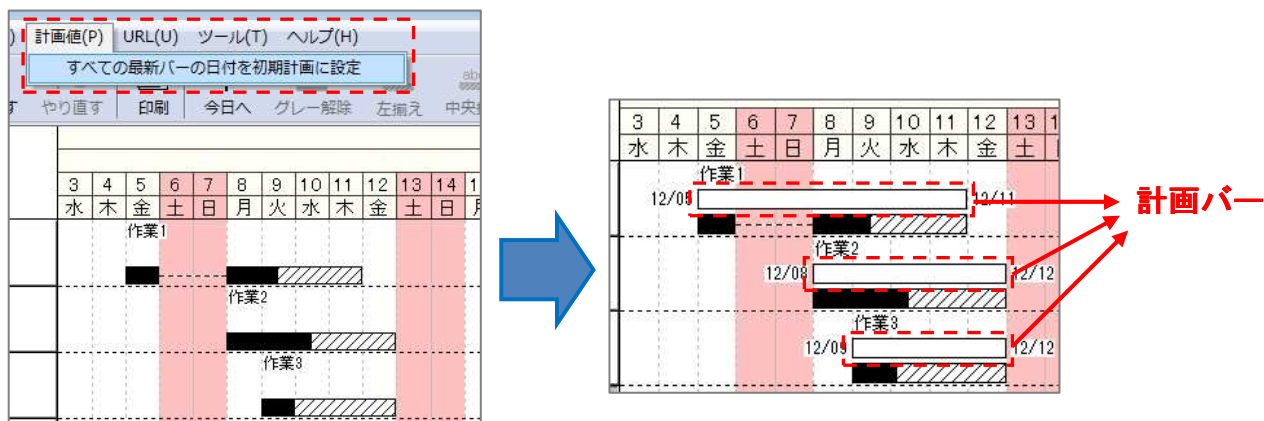 ) 計画値(P) URL(U) ツール(T) ヘルプ(H)
すべての最新バーの日付を初期計画に設定
す やり直す 印刷 今日へ グレー解除 左揃え 中央
3 4 5 6 7 8 9 10 11 12 13 14 1
水 木 金 土 日 月 火 水 木 金 土 日 月
作業1
作業2
作業3
3 4 5 6 7 8 9 10 11 12 13 1
水 木 金 土 日 月 火 水 木 金 土
作業1
12/05 12/11
作業2
12/08 12/12
作業3
12/09 12/12
計画バー